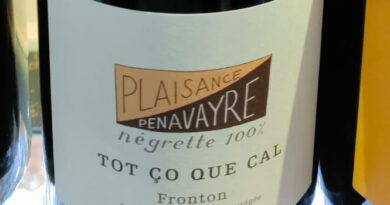 PLAISANCE
PENAVAYRE
négrette 100%
TOT ÇO QUE CAL
Fronton